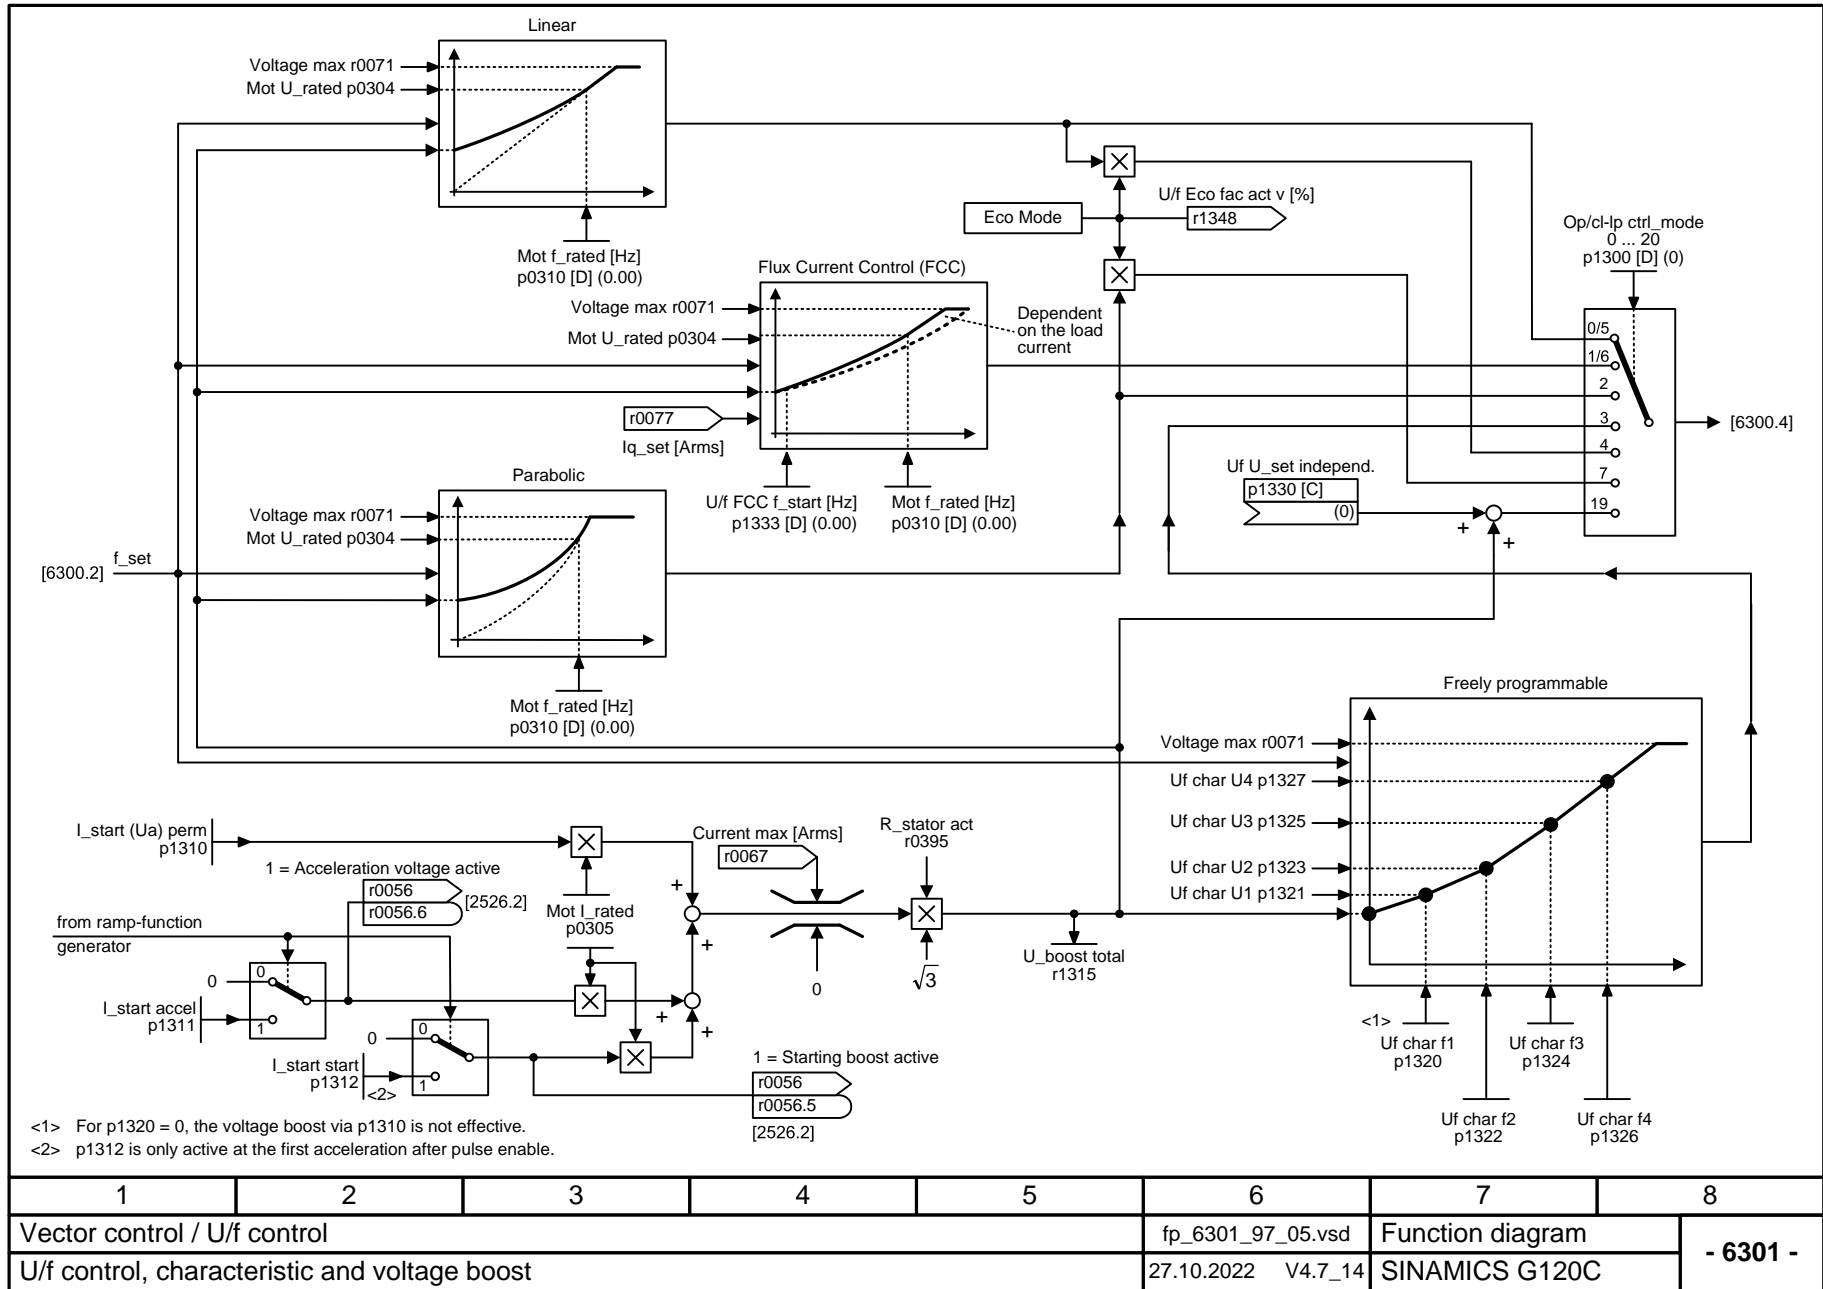 Linear
Voltage max r0071
Mot U_rated p0304
Mot f_rated [Hz]
p0310 [D] (0.00)
Eco Mode
U/f Eco fac act v [%]
r1348
Op/cl-lp ctrl_mode
0 ... 20
p1300 [D] (0)
Flux Current Control (FCC)
Voltage max r0071
Mot U_rated p0304
Dependent
on the load
current
r0077
Iq_set [Arms]
U/f FCC f_start [Hz]
p1333 [D] (0.00)
Mot f_rated [Hz]
p0310 [D] (0.00)
0/5
1/6
2
3
4
7
19
[6300.4]
Uf U_set independ.
p1330 [C]
(0)
+
+
Parabolic
Voltage max r0071
Mot U_rated p0304
[6300.2]
f_set
Mot f_rated [Hz]
p0310 [D] (0.00)
Freely programmable
Voltage max r0071
Uf char U4 p1327
Uf char U3 p1325
Uf char U2 p1323
Uf char U1 p1321
<1>
Uf char f1
p1320
Uf char f3
p1324
Uf char f2
p1322
Uf char f4
p1326
I_start (Ua) perm
p1310
1 = Acceleration voltage active
r0056
r0056.6
[2526.2]
from ramp-function
generator
0
0
1
I_start accel
p1311
0
0
1
I_start start
p1312
<2>
Mot I_rated
p0305
+
+
+
+
Current max [Arms]
r0067
0
R_stator act
r0395
√3
U_boost total
r1315
1 = Starting boost active
r0056
r0056.5
[2526.2]
<1> For p1320 = 0, the voltage boost via p1310 is not effective.
<2> p1312 is only active at the first acceleration after pulse enable.
1 2 3 4 5 6 7 8
Vector control / U/f control
fp_6301_97_05.vsd
Function diagram
- 6301 -
U/f control, characteristic and voltage boost
27.10.2022 V4.7_14
SINAMICS G120C